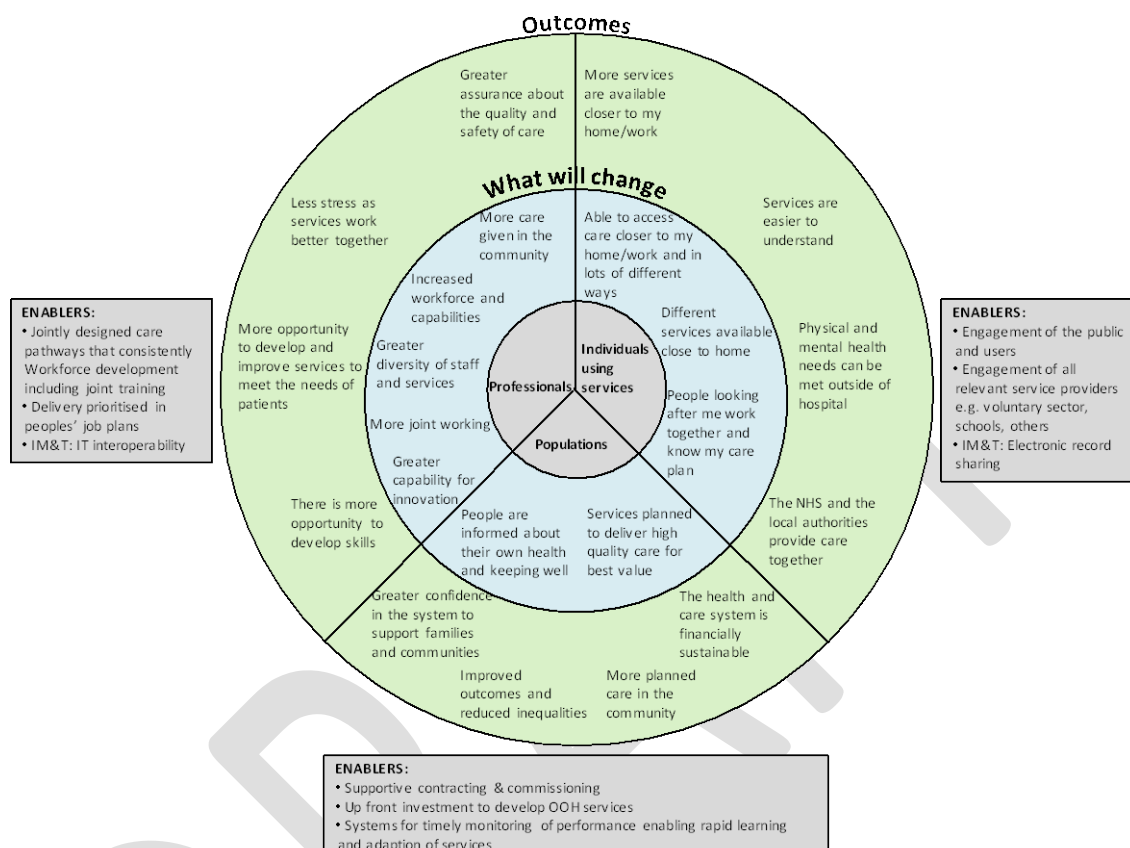 Outcomes
Greater
assurance about
the quality and
safety of care
More services
are available
closer to my
home/work
Less stress as
services work
better together
Services are
easier to
understand
More opportunity
to develop and
improve services to
meet the needs of
patients
Physical and
mental health
needs can be
met outside of
hospital
There is more
opportunity to
develop skills
The NHS and the
local authorities
provide care
together
Greater confidence
in the system to
support families
and communities
The health and
care system is
financially
sustainable
Improved
outcomes and
reduced inequalities
More planned
care in the
community
What will change
More care
given in the
community
Able to access
care closer to my
home/work and in
lots of different
ways
Increased
workforce and
capabilities
Different
services available
close to home
Greater
diversity of staff
and services
People looking
after me work
together and
know my care
plan
More joint working
Greater
capability for
innovation
People are
informed about
their own health
and keeping well
Services planned
to deliver high
quality care for
best value
Professionals
Individuals
using
services
Populations
ENABLERS:
• Jointly designed care
pathways that consistently
Workforce development
including joint training
• Delivery prioritised in
peoples' job plans
• IM&T: IT interoperability
ENABLERS:
• Engagement of the public
and users
• Engagement of all
relevant service providers
e.g. voluntary sector,
schools, others
• IM&T: Electronic record
sharing
ENABLERS:
• Supportive contracting & commissioning
• Up front investment to develop OOH services
• Systems for timely monitoring of performance enabling rapid learning
and adaption of services